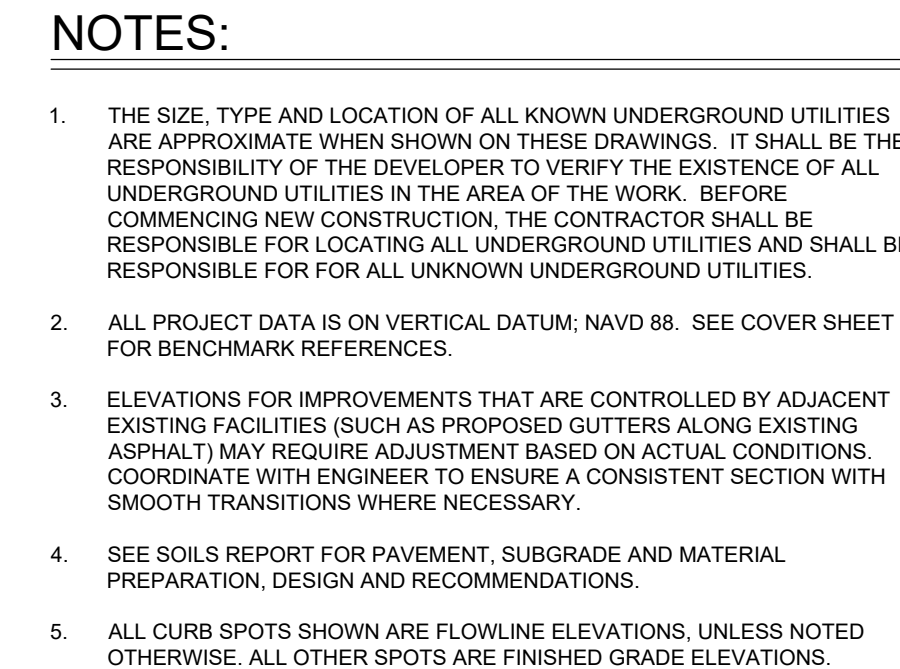 NOTES:
1. THE SIZE, TYPE AND LOCATION OF ALL KNOWN UNDERGROUND UTILITIES
ARE APPROXIMATE WHEN SHOWN ON THESE DRAWINGS. IT SHALL BE THE
RESPONSIBILITY OF THE DEVELOPER TO VERIFY THE EXISTENCE OF ALL
UNDERGROUND UTILITIES IN THE AREA OF THE WORK. BEFORE
COMMENCING NEW CONSTRUCTION, THE CONTRACTOR SHALL BE
RESPONSIBLE FOR LOCATING ALL UNDERGROUND UTILITIES AND SHALL BE
RESPONSIBLE FOR FOR ALL UNKNOWN UNDERGROUND UTILITIES.
2. ALL PROJECT DATA IS ON VERTICAL DATUM; NAVD 88. SEE COVER SHEET
FOR BENCHMARK REFERENCES.
3. ELEVATIONS FOR IMPROVEMENTS THAT ARE CONTROLLED BY ADJACENT
EXISTING FACILITIES (SUCH AS PROPOSED GUTTERS ALONG EXISTING
ASPHALT) MAY REQUIRE ADJUSTMENT BASED ON ACTUAL CONDITIONS.
COORDINATE WITH ENGINEER TO ENSURE A CONSISTENT SECTION WITH
SMOOTH TRANSITIONS WHERE NECESSARY.
4. SEE SOILS REPORT FOR PAVEMENT, SUBGRADE AND MATERIAL
PREPARATION, DESIGN AND RECOMMENDATIONS.
5. ALL CURB SPOTS SHOWN ARE FLOWLINE ELEVATIONS, UNLESS NOTED
OTHERWISE. ALL OTHER SPOTS ARE FINISHED GRADE ELEVATIONS.